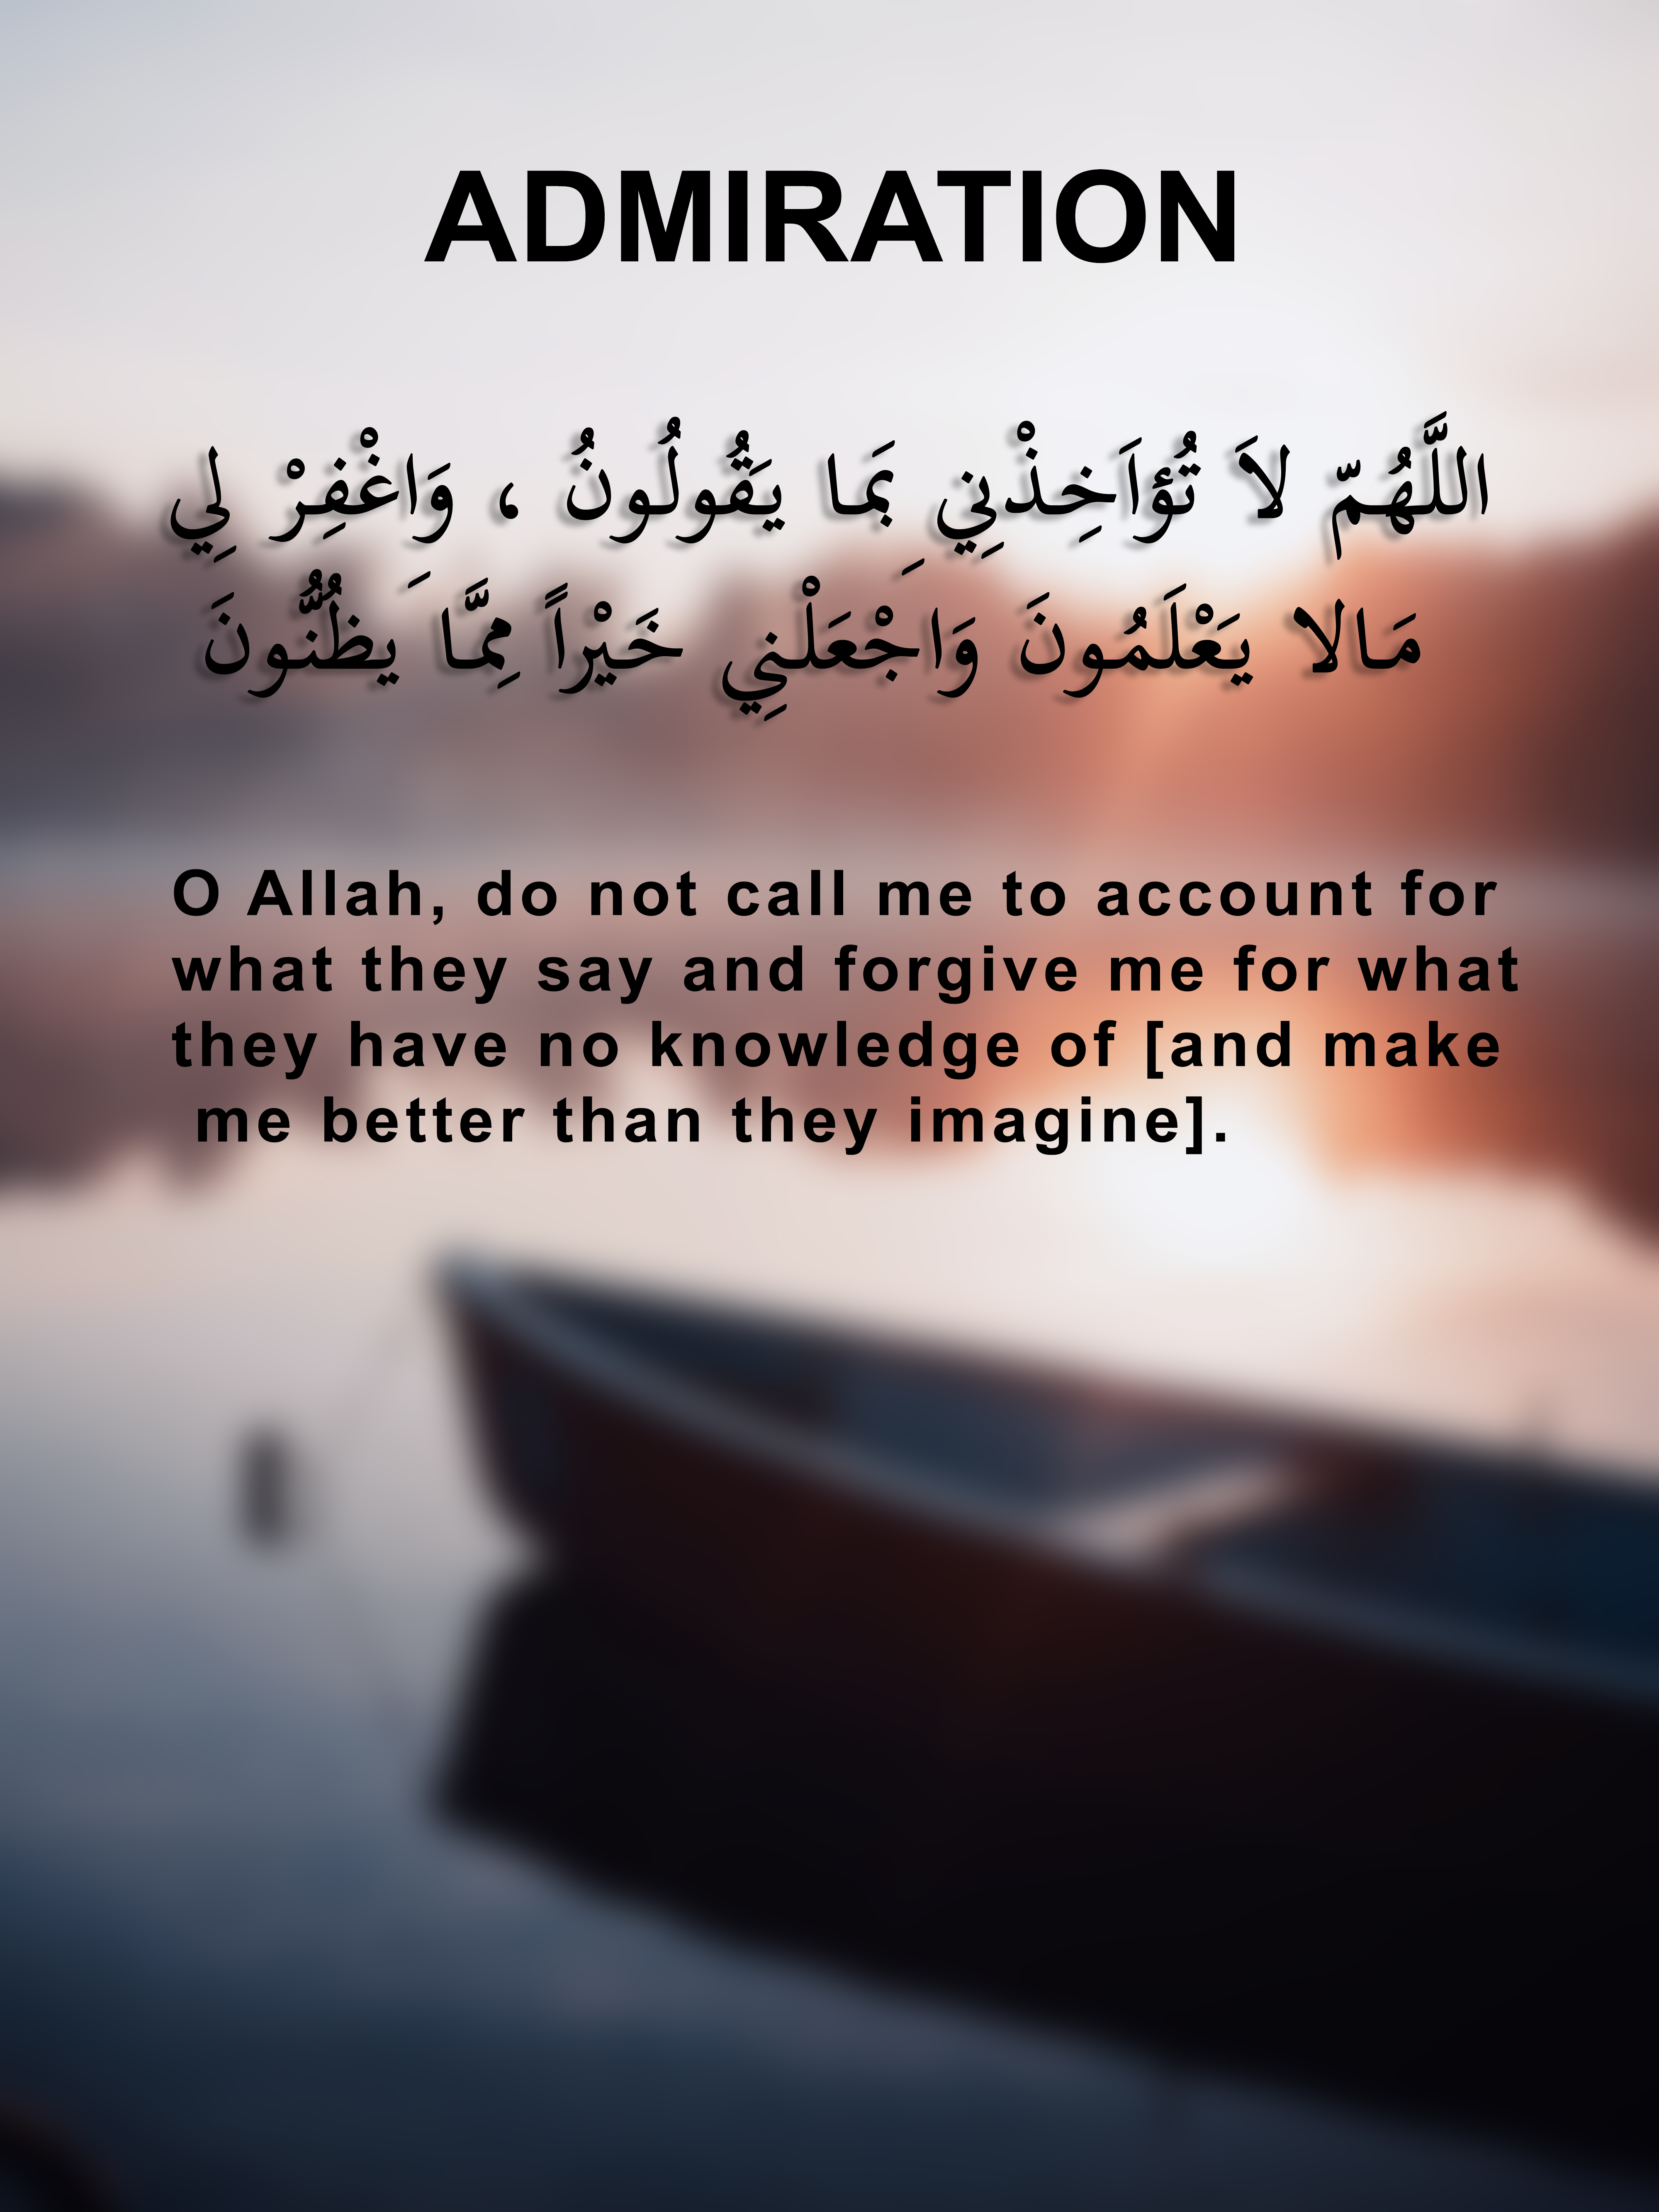 ADMIRATION
اللَّهُمّ لاَ تُؤاَخِذْنِي بَمِا يَقُولُونُ ، وَاغْفِرْ لِي
مَالا يَعْلَمُونَ وَاجْعَلْنِي خَيْراً مِمَّا يَظُنُّونَ
O Allah, do not call me to account for
what they say and forgive me for what
they have no knowledge of [and make
me better than they imagine].